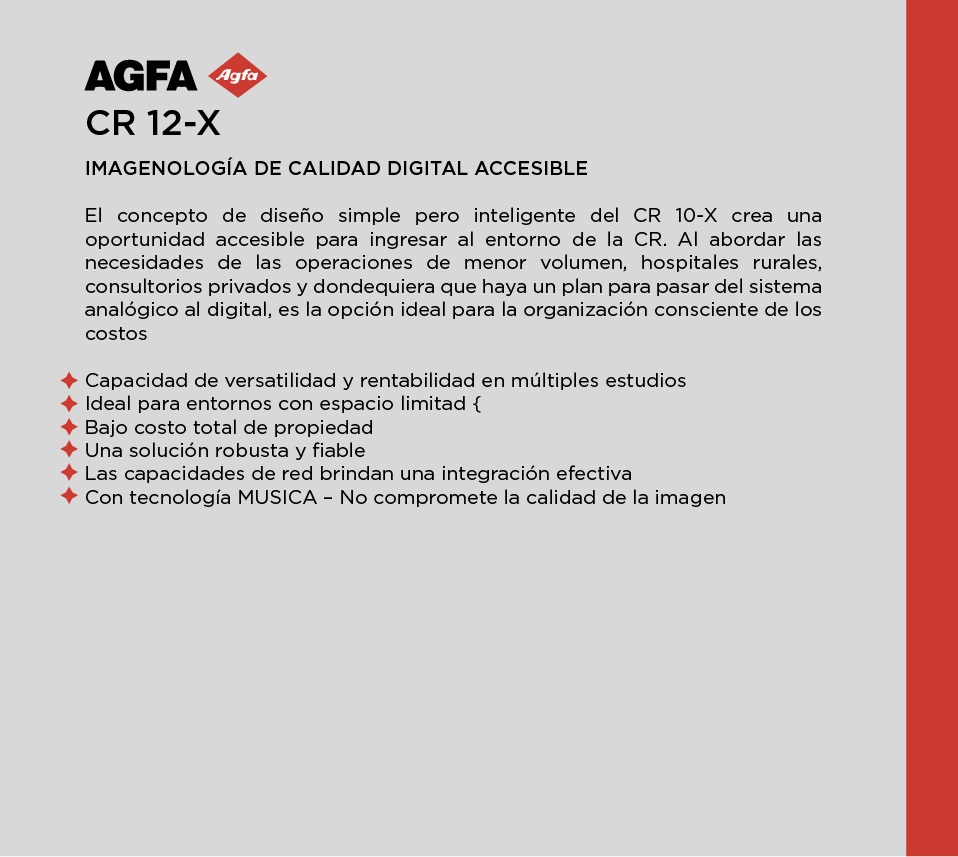 AGFA Agfa
CR 12-X
IMAGENOLOGÍA DE CALIDAD DIGITAL ACCESIBLE
El concepto de diseño simple pero inteligente del CR 10-X crea una
oportunidad accesible para ingresar al entorno de la CR. Al abordar las
necesidades de las operaciones de menor volumen, hospitales rurales,
consultorios privados y dondequiera que haya un plan para pasar del sistema
analógico al digital, es la opción ideal para la organización consciente de los
costos
Capacidad de versatilidad y rentabilidad en múltiples estudios
Ideal para entornos con espacio limitad {
Bajo costo total de propiedad
Una solución robusta y fiable
Las capacidades de red brindan una integración efectiva
Con tecnología MUSICA – No compromete la calidad de la imagen